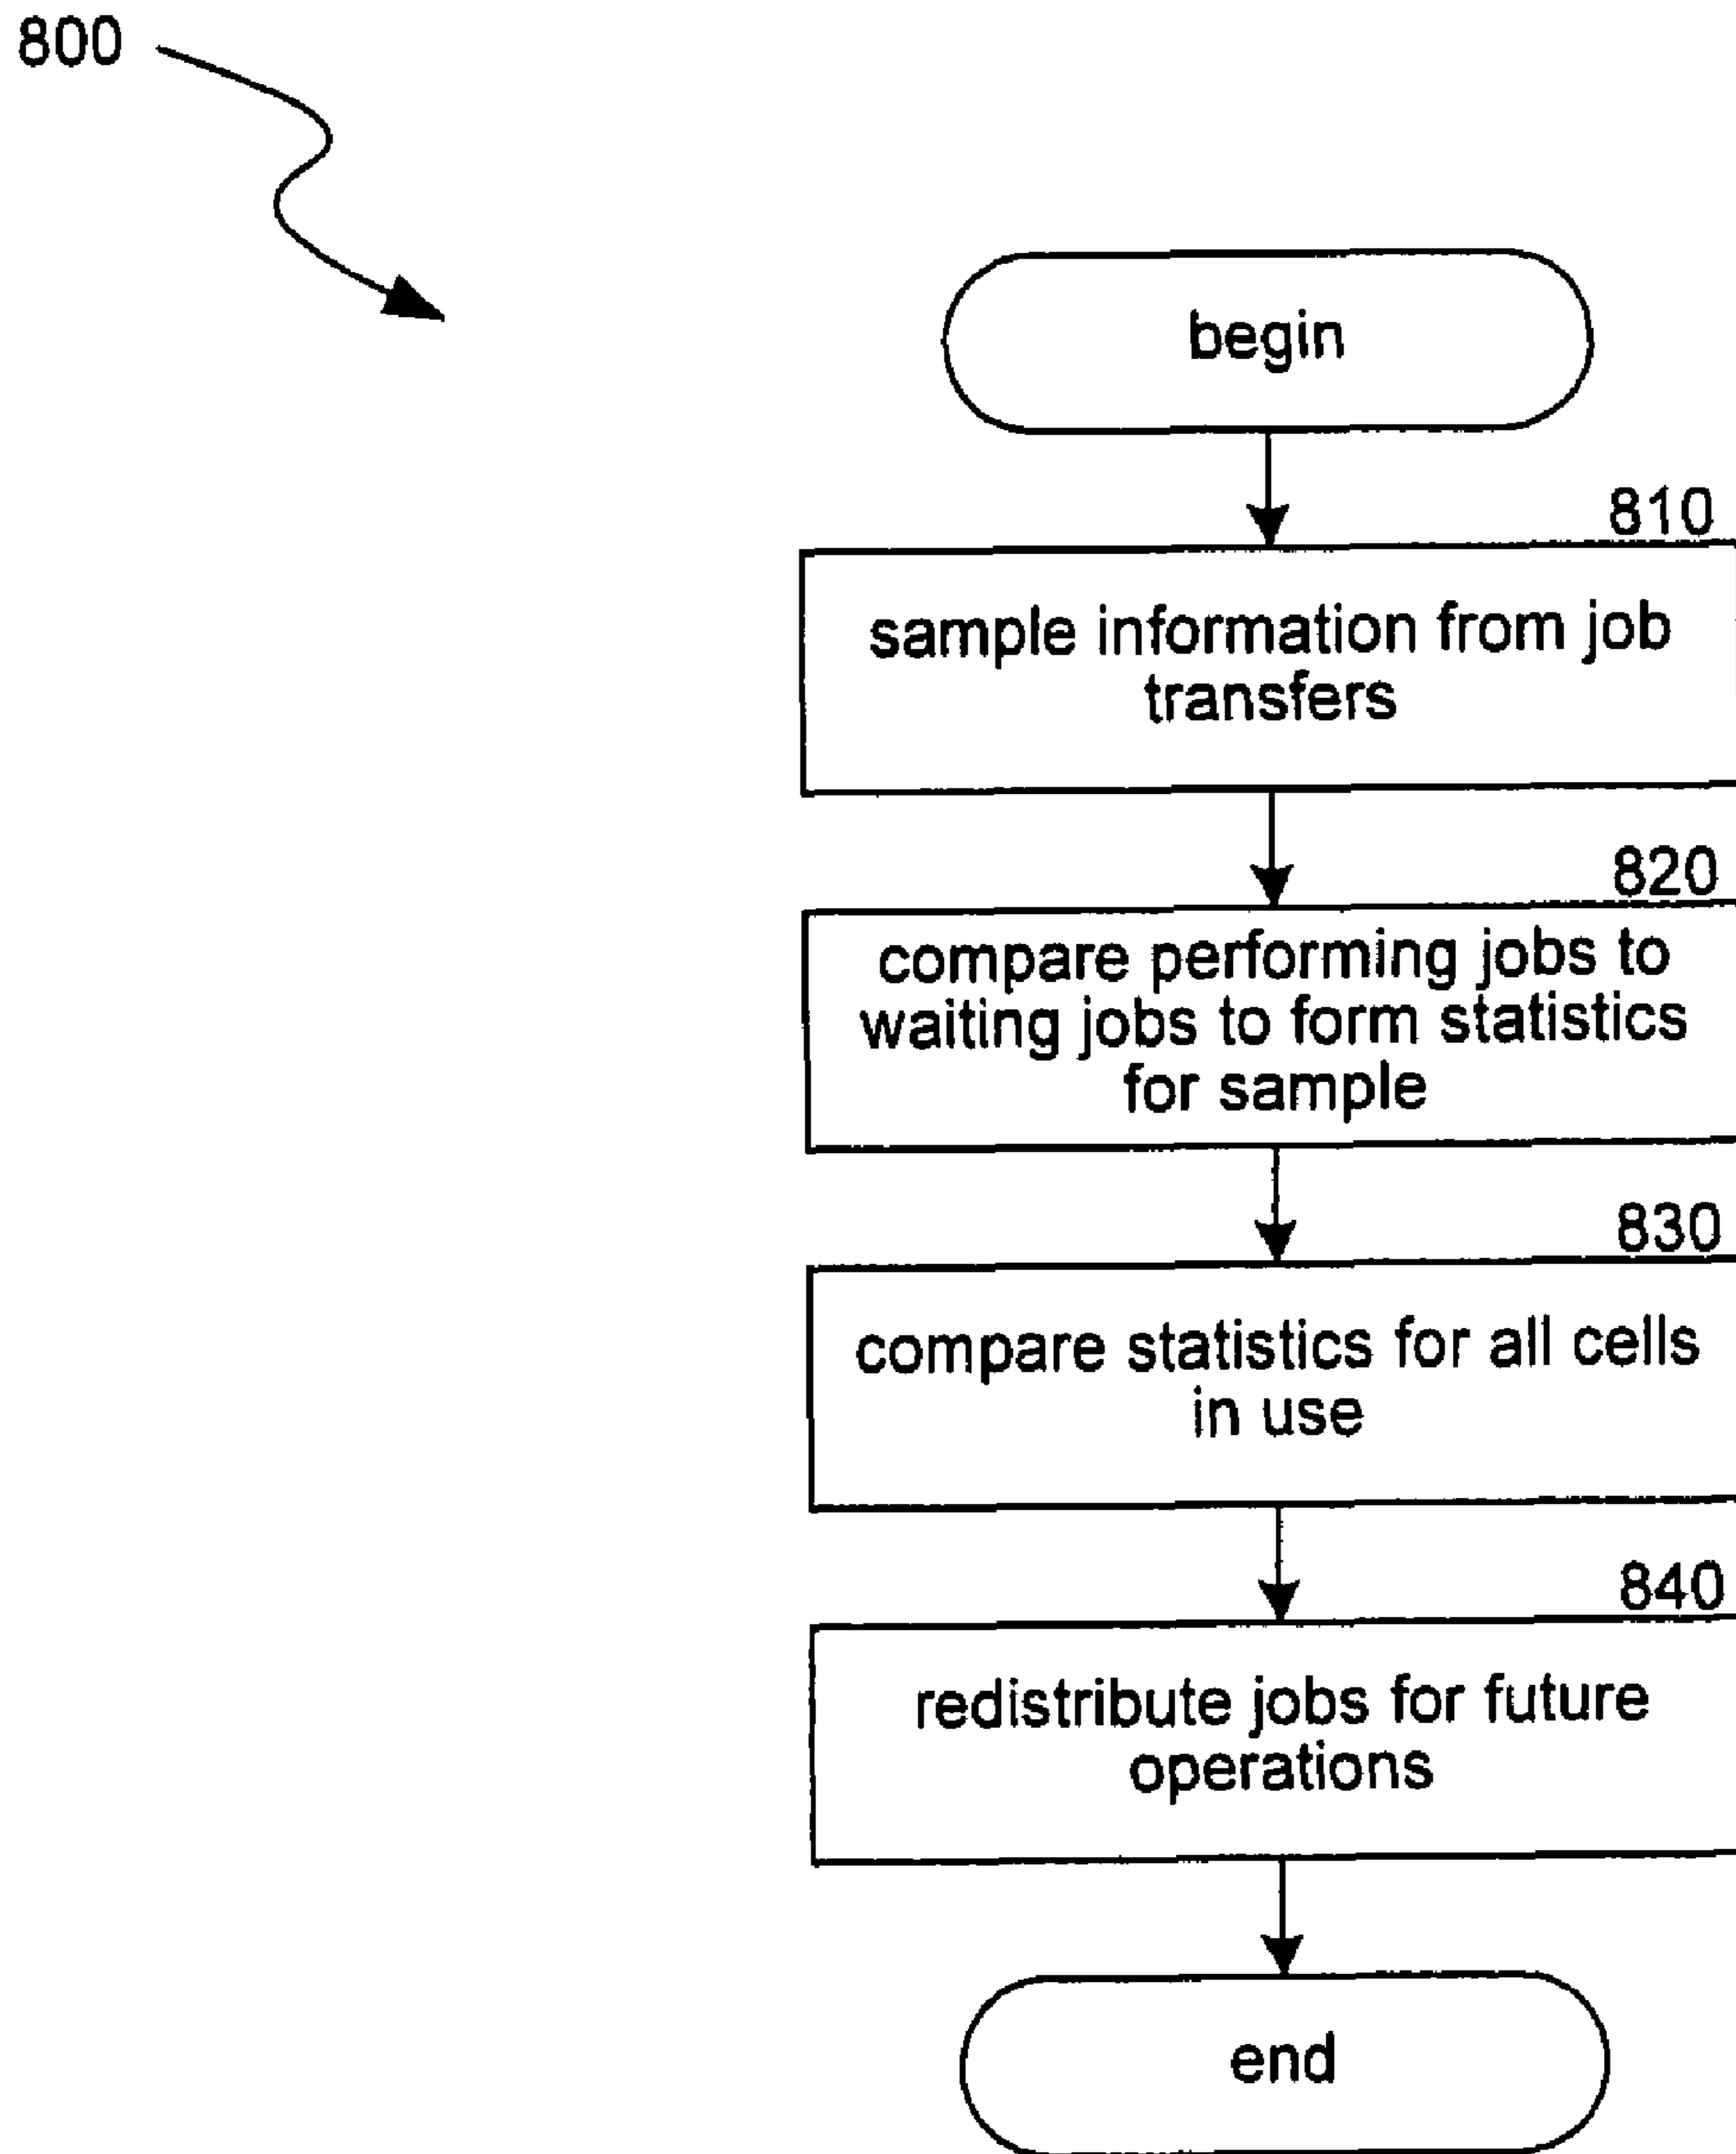 800
begin
810
sample information from job
transfers
820
compare performing jobs to
waiting jobs to form statistics
for sample
830
compare statistics for all cells
in use
840
redistribute jobs for future
operations
end